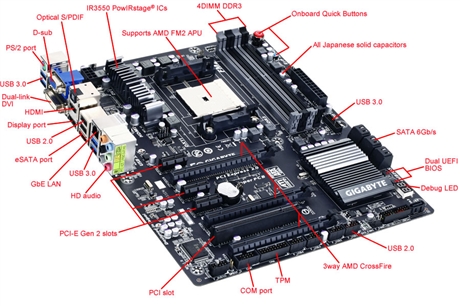 IR3550 PowIRstage® ICs
4DIMM DDR3
Optical S/PDIF
Onboard Quick Buttons
D-sub
Supports AMD FM2 APU
PS/2 port
All Japanese solid capacitors
USB 3.0
Dual-link
DVI
HDMI
USB 3.0
Display port
SATA 6Gb/s
USB 2.0
eSATA port
Dual UEFI
BIOS
GbE LAN
GIGABYTE
Debug LED
USB 3.0
GIGABYTE
HD audio
PCI-E Gen 2 slots
USB 2.0
3way AMD CrossFire
PCI slot
TPM
COM port